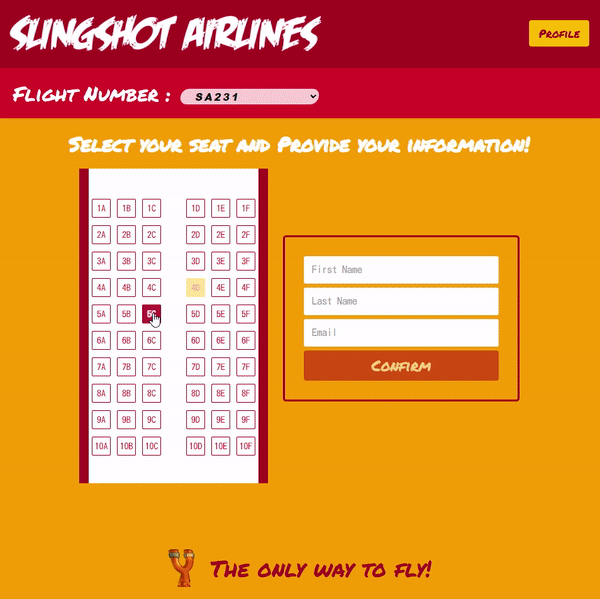 SLINGSHOT AIRLINES
Profile
Flight Number : SA231
Select your seat and Provide your information!
1A 1B 1C 1D 1E 1F
2A 2B 2C 2D 2E 2F
3A 3B 3C 3D 3E 3F
4A 4B 4C 4D 4E 4F
5A 5B 5C 5D 5E 5F
6A 6B 6C 6D 6E 6F
7A 7B 7C 7D 7E 7F
8A 8B 8C 8D 8E 8F
9A 9B 9C 9D 9E 9F
10A 10B 10C 10D 10E 10F
First Name
Last Name
Email
Confirm
The only way to fly!